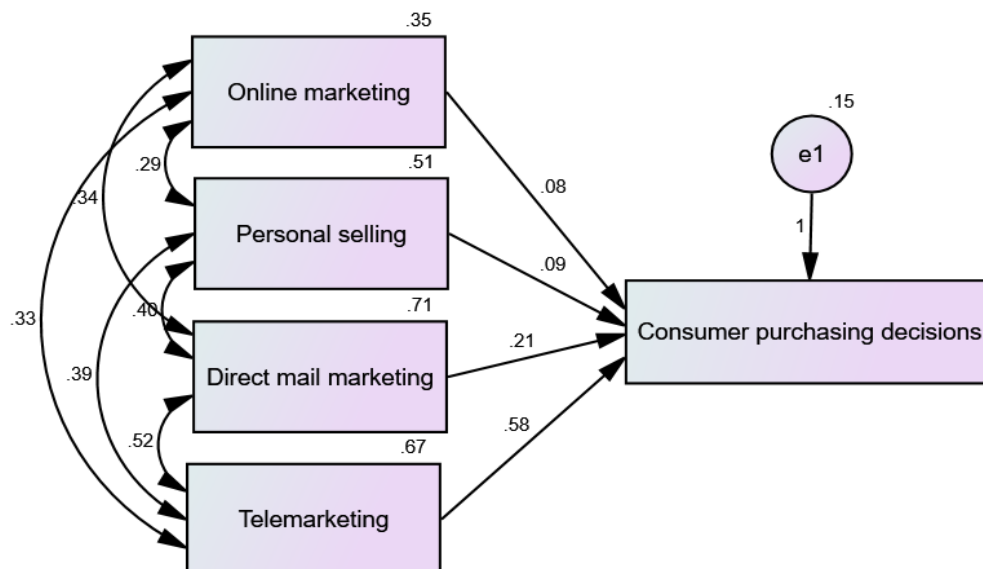 .35
Online marketing
.15
e1
.29
.51
.08
.34
1
Personal selling
.09
.40
.71
.33
Consumer purchasing decisions
.21
.39
Direct mail marketing
.52
.67
.58
Telemarketing